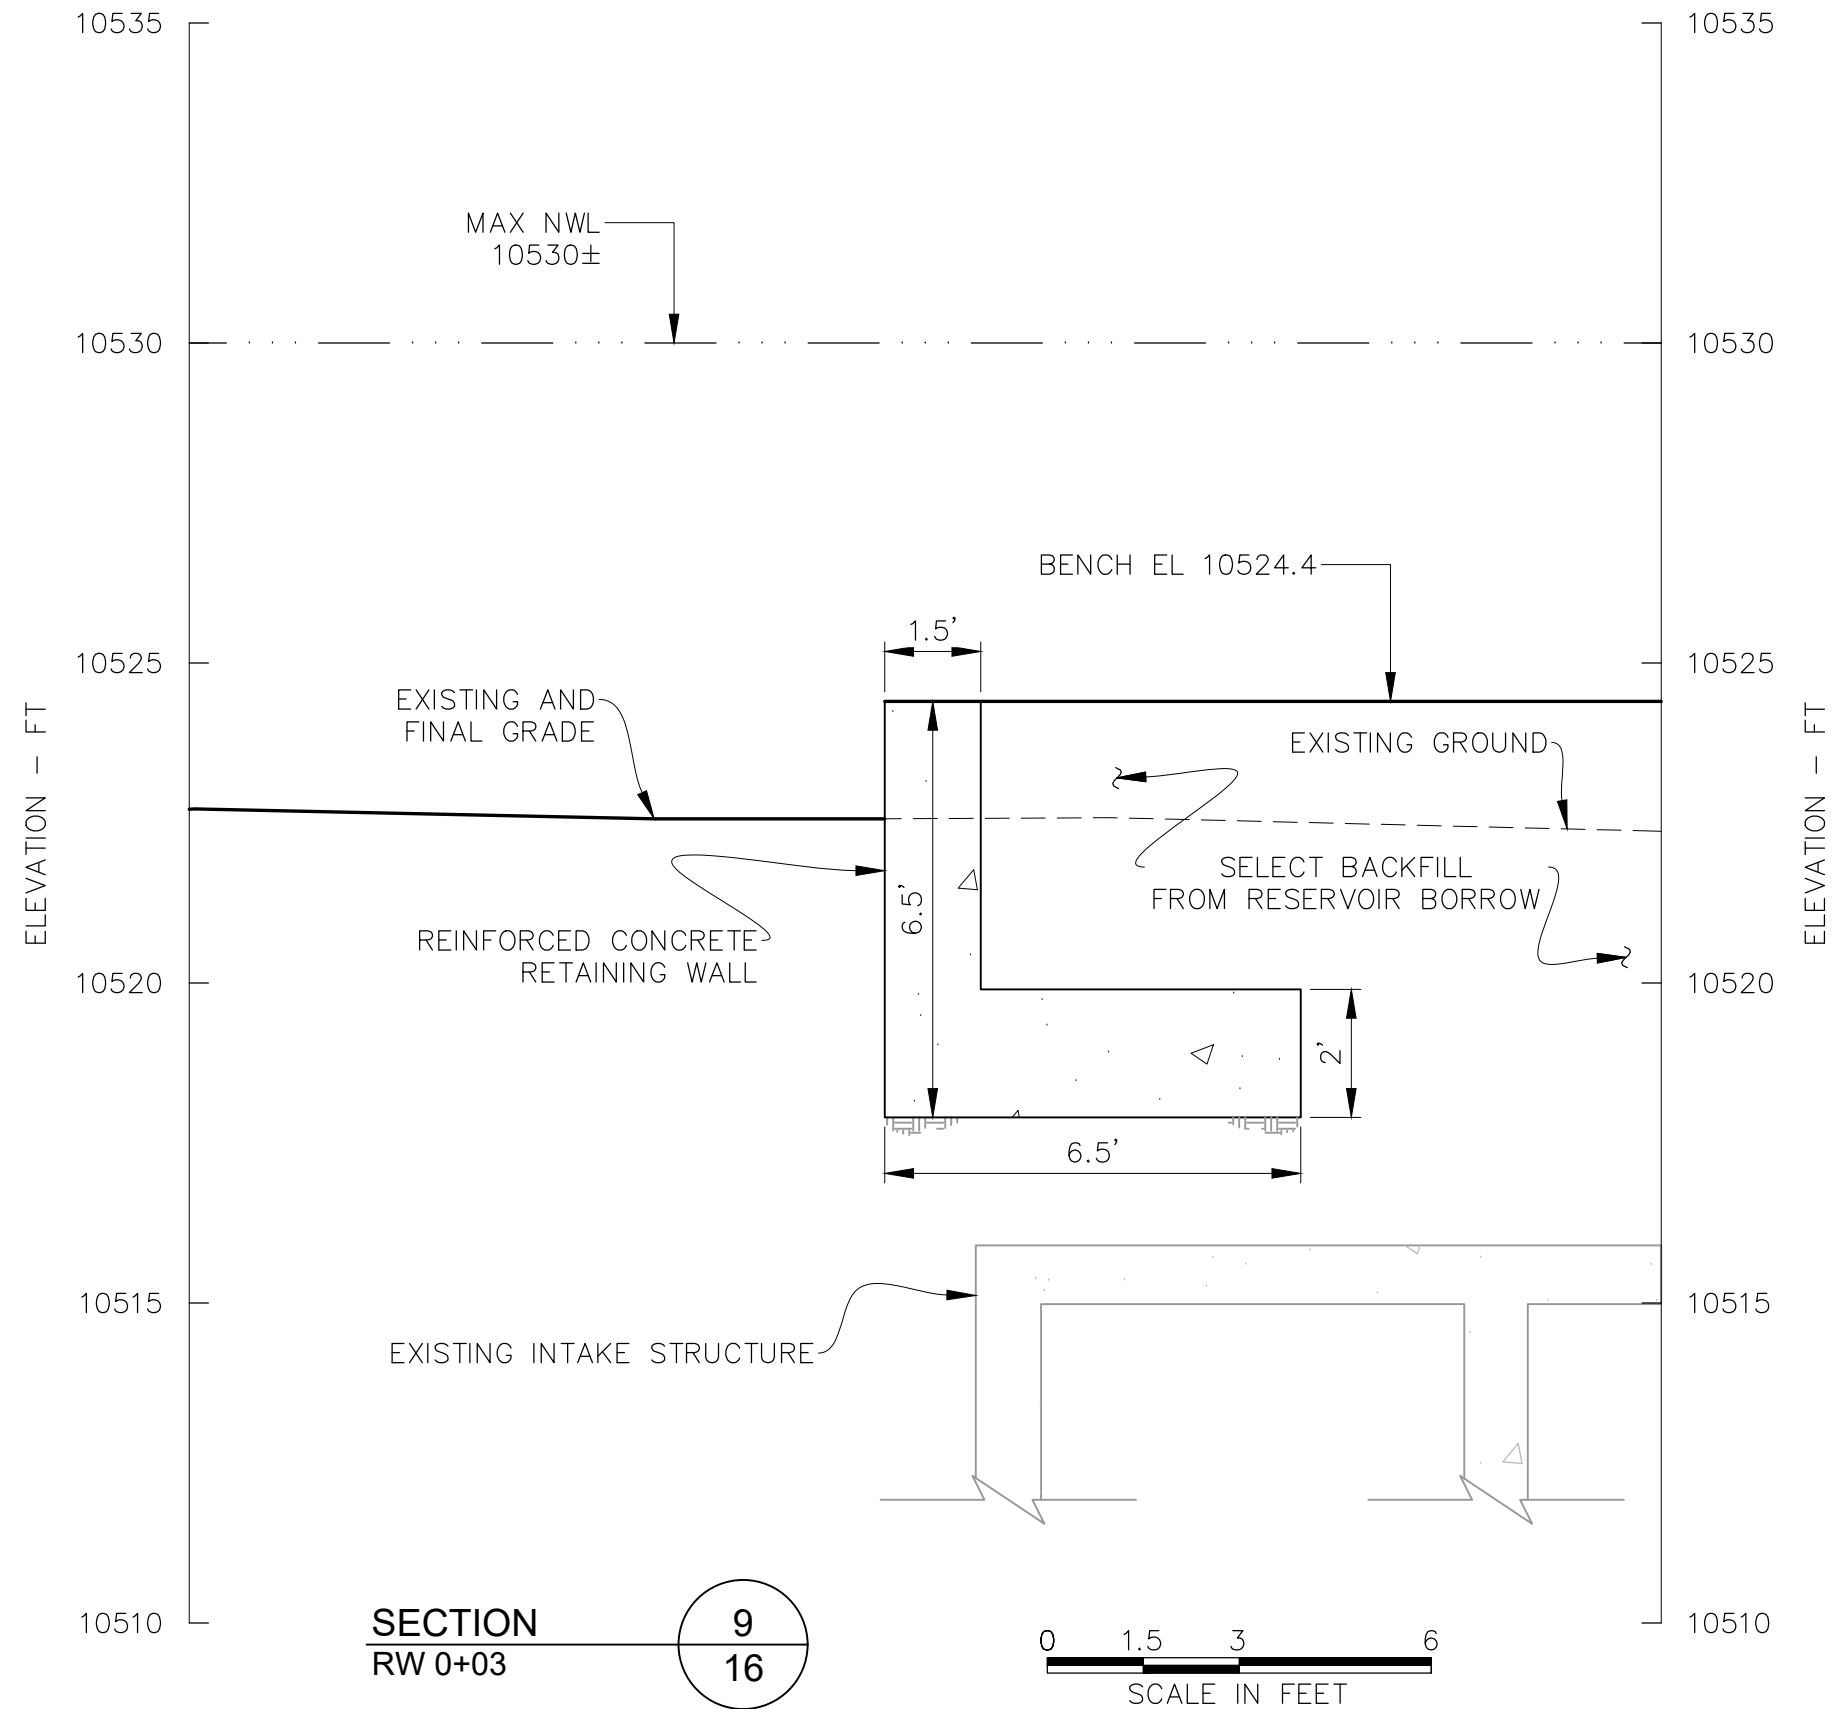 10535
10535
MAX NWL
10530±
10530
10530
BENCH EL 10524.4
1.5'
10525
10525
EXISTING AND
FINAL GRADE
EXISTING GROUND
ELEVATION – FT
ELEVATION – FT
SELECT BACKFILL
FROM RESERVOIR BORROW
6.5'
REINFORCED CONCRETE
RETAINING WALL
10520
10520
2'
6.5'
10515
10515
EXISTING INTAKE STRUCTURE
10510
10510
SECTION
RW 0+03
9
16
0 1.5 3 6
SCALE IN FEET